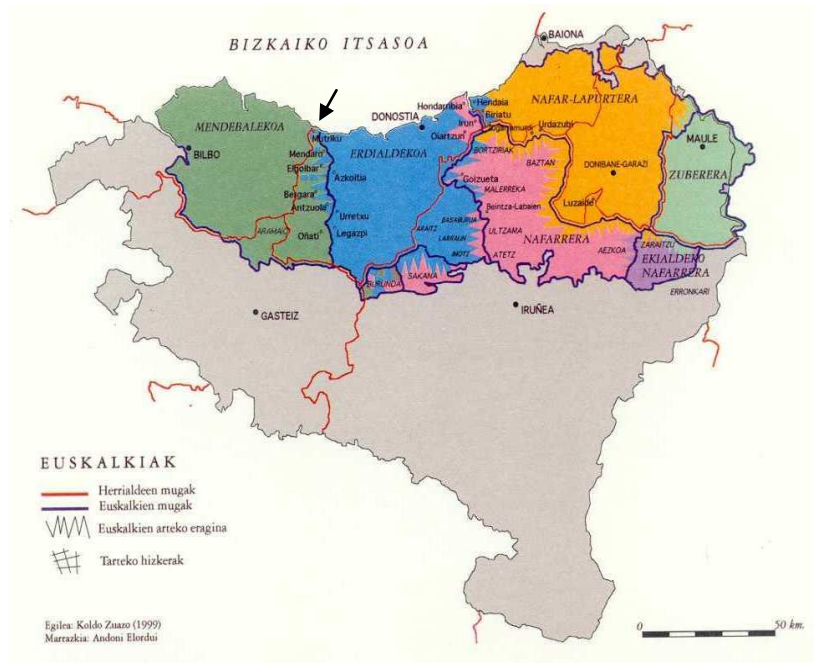 BIZKAIKO ITSASOA
BAIONA
Hondarribia
Hendaia
NAFAR-LAPURTERA
MENDEBALEKOA
DONOSTIA
Irun
Biriatu
Urdazubi
Mutriku
Oiartzun
MAULE
BILBO
Mendaro
ERDIALDEKOA
BORTZIRIAK
BAZTAN
DONIBANE-GARAZI
ZUBERERA
Elgoibar
Azkoitia
Goizueta
MALERREKA
Bergara
Beintza-Labaien
Luzaide
Antzuola
Urretxu
BASABURUA
ARAMAIO
Oñati
Legazpi
ARAITZ
LARRAUN
ULTZAMA
NAFARRERA
ZARAITZU
IMOTZ
ATETZ
AEZKOA
EKIALDEKO
NAFARRERA
BURUNDA
SAKANA
ERRONKARI
GASTEIZ
IRUÑEA
EUSKALKIAK
Herrialdeen mugak
Euskalkien mugak
Euskalkien arteko eragina
Tarteko hizkerak
Egilea: Koldo Zuazo (1999)
Marrazkia: Andoni Elordui
0 50 km.